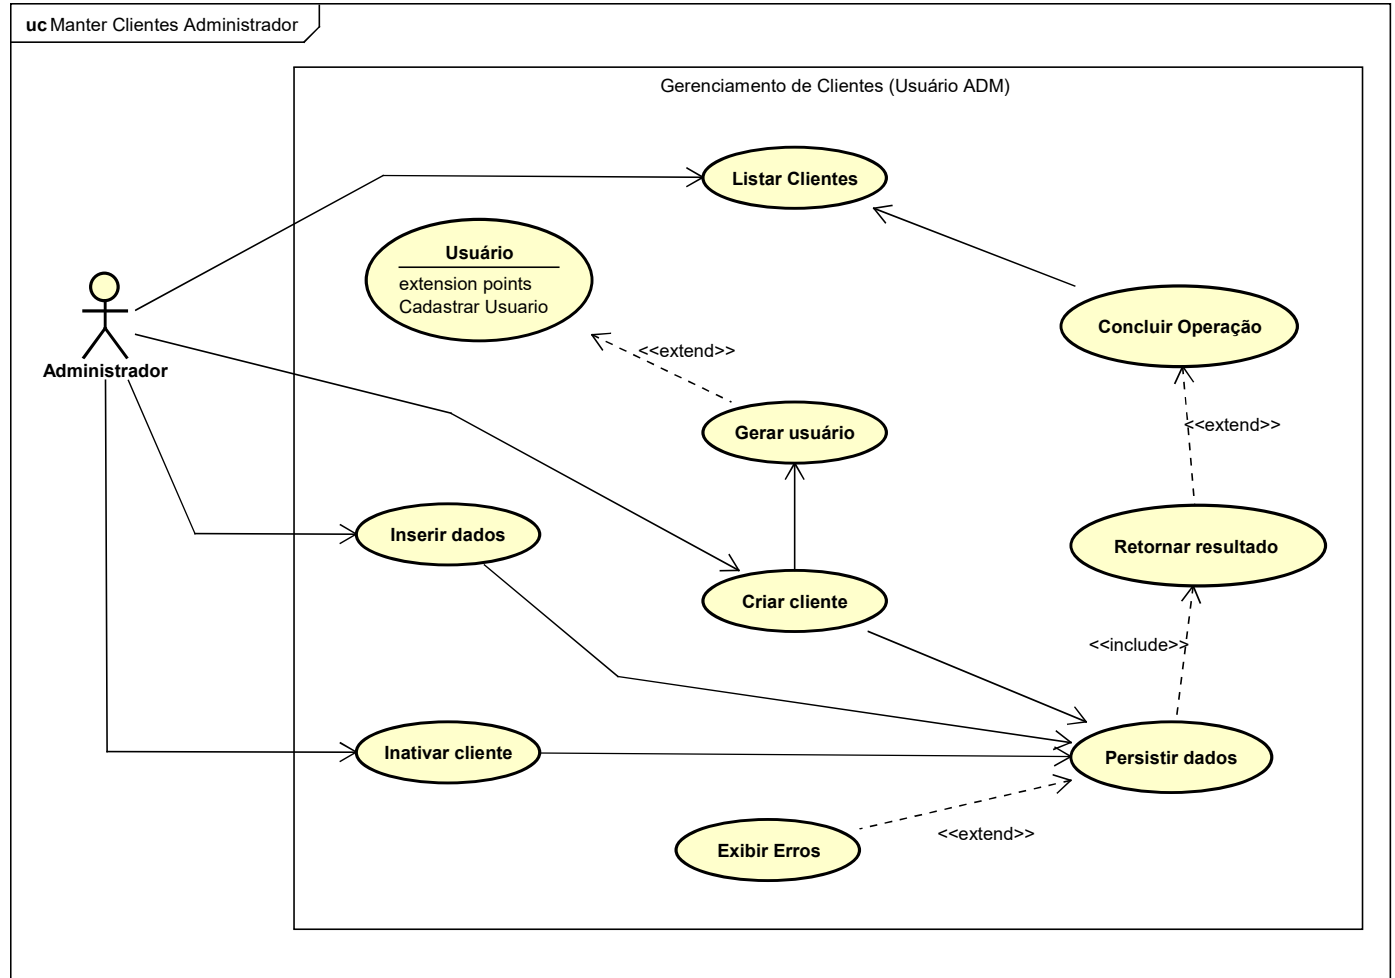 uc Manter Clientes Administrador
Gerenciamento de Clientes (Usuário ADM)
Listar Clientes
Usuário
extension points
Cadastrar Usuario
Concluir Operação
<<extend>>
Administrador
<<extend>>
Gerar usuário
Inserir dados
Retornar resultado
Criar cliente
<<include>>
Inativar cliente
Persistir dados
<<extend>>
Exibir Erros